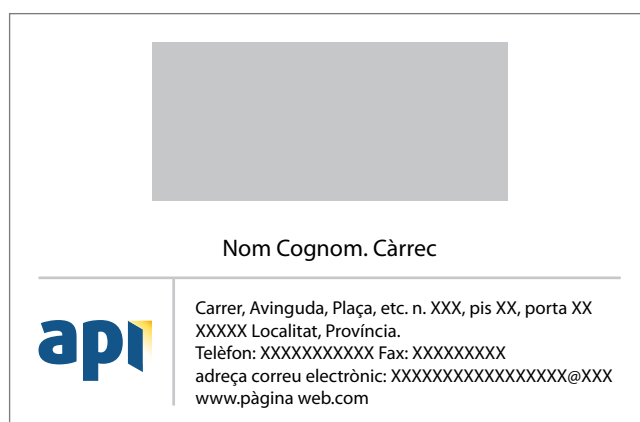 Nom Cognom. Càrrec
apı
Carrer, Avinguda, Plaça, etc. n. XXX, pis XX, porta XX
XXXXX Localitat, Província.
Telèfon: XXXXXXXXXXX Fax: XXXXXXXXX
adreça correu electrònic: XXXXXXXXXXXXXXXXX@XXX
www.pàgina web.com